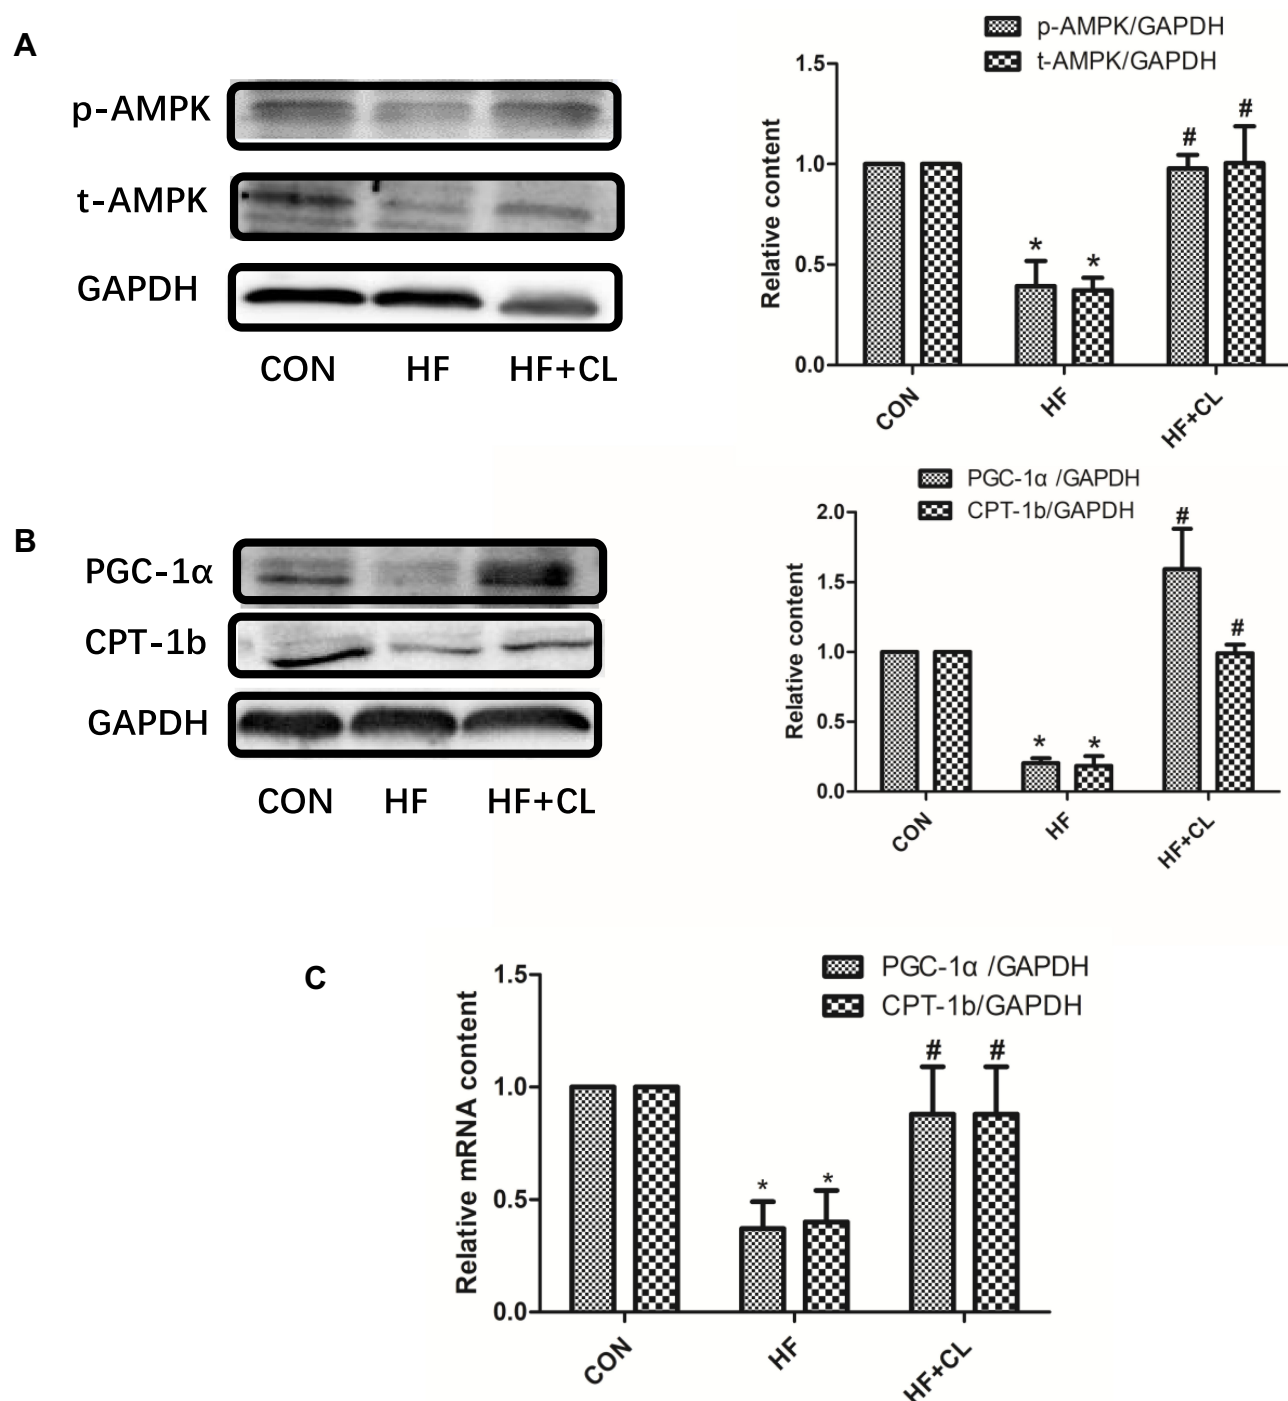 A
p-AMPK
t-AMPK
GAPDH
CON HF HF+CL
p-AMPK/GAPDH
t-AMPK/GAPDH
Relative content
1.5
1.0
0.5
0.0
* * # #
CON HF HF+CL
B
PGC-1α
CPT-1b
GAPDH
CON HF HF+CL
PGC-1α /GAPDH
CPT-1b/GAPDH
Relative content
2.0
1.5
1.0
0.5
0.0
* * # #
CON HF HF+CL
C
PGC-1α /GAPDH
CPT-1b/GAPDH
Relative mRNA content
1.5
1.0
0.5
0.0
* * # #
CON HF HF+CL